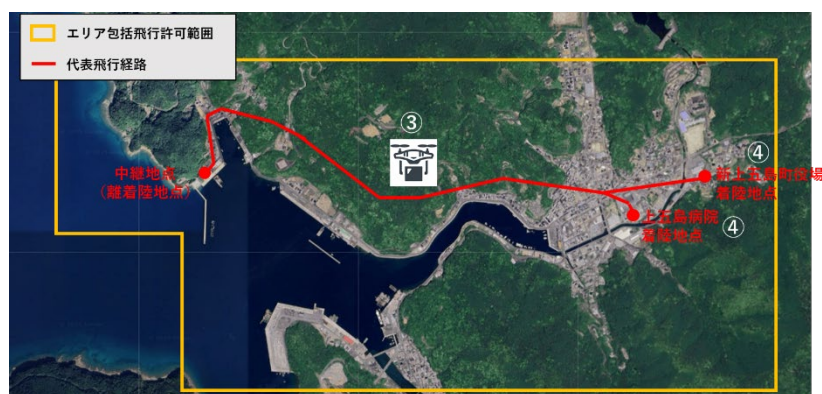 エリア包括飛行許可範囲
代表飛行経路
③
④
中継地点
（離着陸地点）
新上五島町役場
着陸地点
上五島病院
着陸地点
④